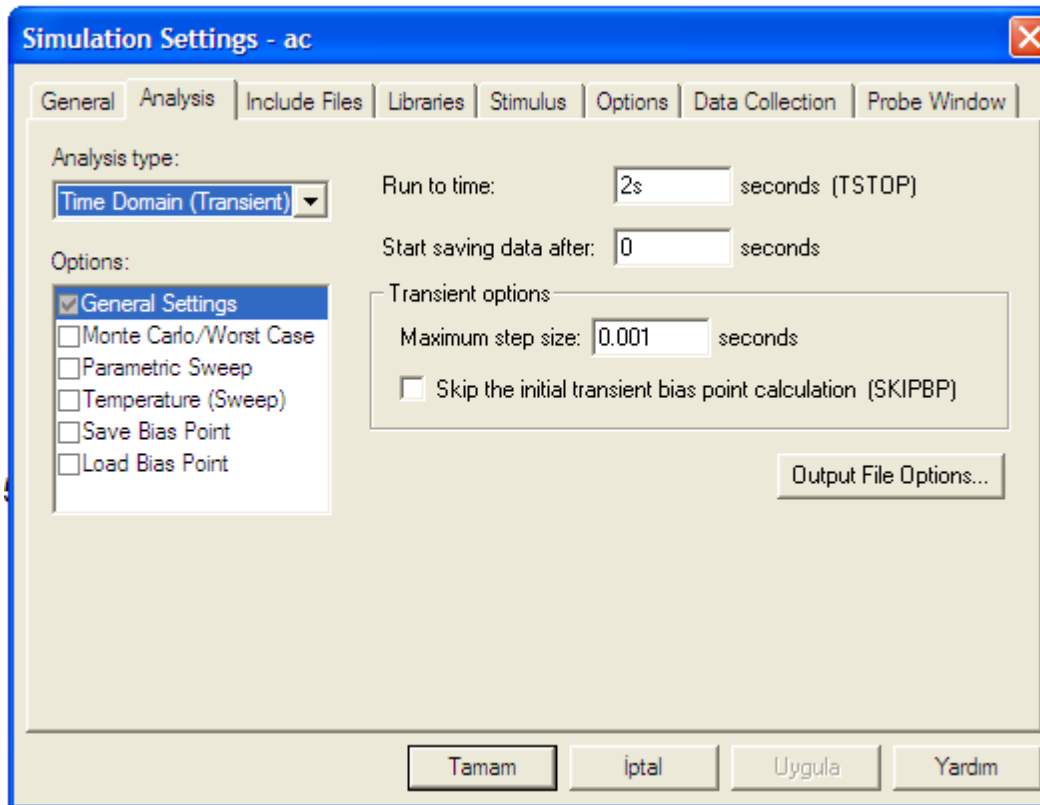 Simulation Settings - ac
General Analysis Include Files Libraries Stimulus Options Data Collection Probe Window
Analysis type:
Time Domain (Transient)
Options:
General Settings
Monte Carlo/Worst Case
Parametric Sweep
Temperature (Sweep)
Save Bias Point
Load Bias Point
Run to time: 2s seconds (TSTOP)
Start saving data after: 0 seconds
Transient options
Maximum step size: 0.001 seconds
Skip the initial transient bias point calculation (SKIPBP)
Output File Options...
Tamam İptal Uygula Yardım